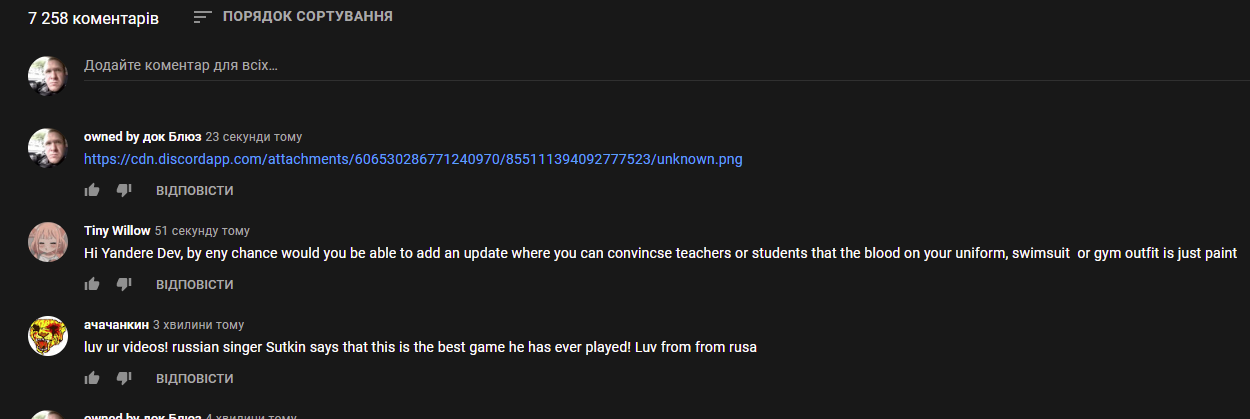 7 258 коментарів ПОРЯДОК СОРТУВАННЯ
Додайте коментар для всіх...
owned by док Блюз 23 секунди тому
https://cdn.discordapp.com/attachments/606530286771240970/855111394092777523/unknown.png
ВІДПОВІСТИ
Tiny Willow 51 секунду тому
Hi Yandere Dev, by eny chance would you be able to add an update where you can convincse teachers or students that the blood on your uniform, swimsuit or gym outfit is just paint
ВІДПОВІСТИ
ачачанкин 3 хвилини тому
luv ur videos! russian singer Sutkin says that this is the best game he has ever played! Luv from from rusa
ВІДПОВІСТИ
owned by док Блюз 4 хвилини тому